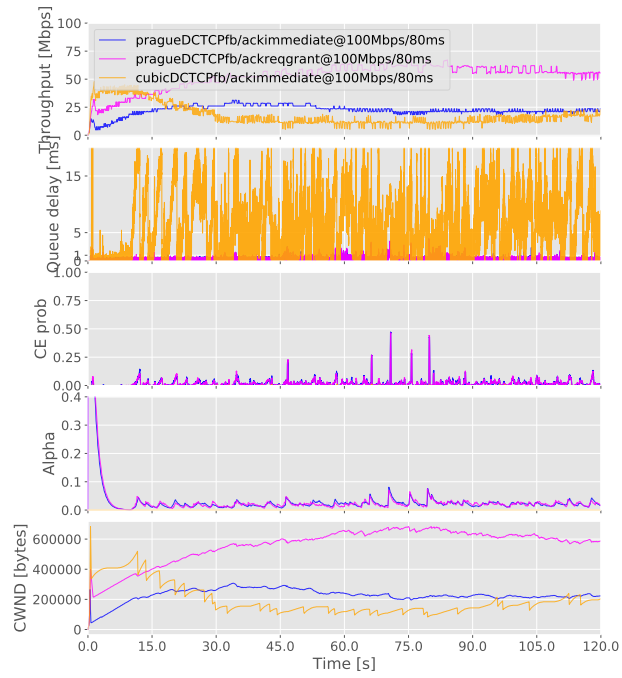 100
75
50
25
0
Throughput [Mbps]
pragueDCTCPfb/ackimmediate@100Mbps/80ms
pragueDCTCPfb/ackreqgrant@100Mbps/80ms
cubicDCTCPfb/ackimmediate@100Mbps/80ms
15
5
1
0
Queue delay [ms]
1.00
0.75
0.50
0.25
0.00
CE prob
0.4
0.3
0.2
0.1
0.0
Alpha
600000
400000
200000
0
CWND [bytes]
0.0 15.0 30.0 45.0 60.0 75.0 90.0 105.0 120.0
Time [s]